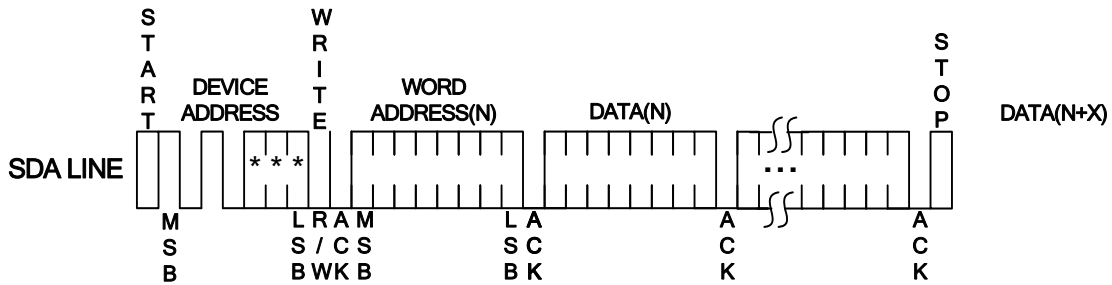 START
WRITE
STOP
DEVICE
ADDRESS
WORD
ADDRESS(N)
DATA(N)
DATA(N+X)
SDA LINE
* * *
...
MSB
LSB
R/W
ACK
MSB
LSB
ACK
ACK
ACK